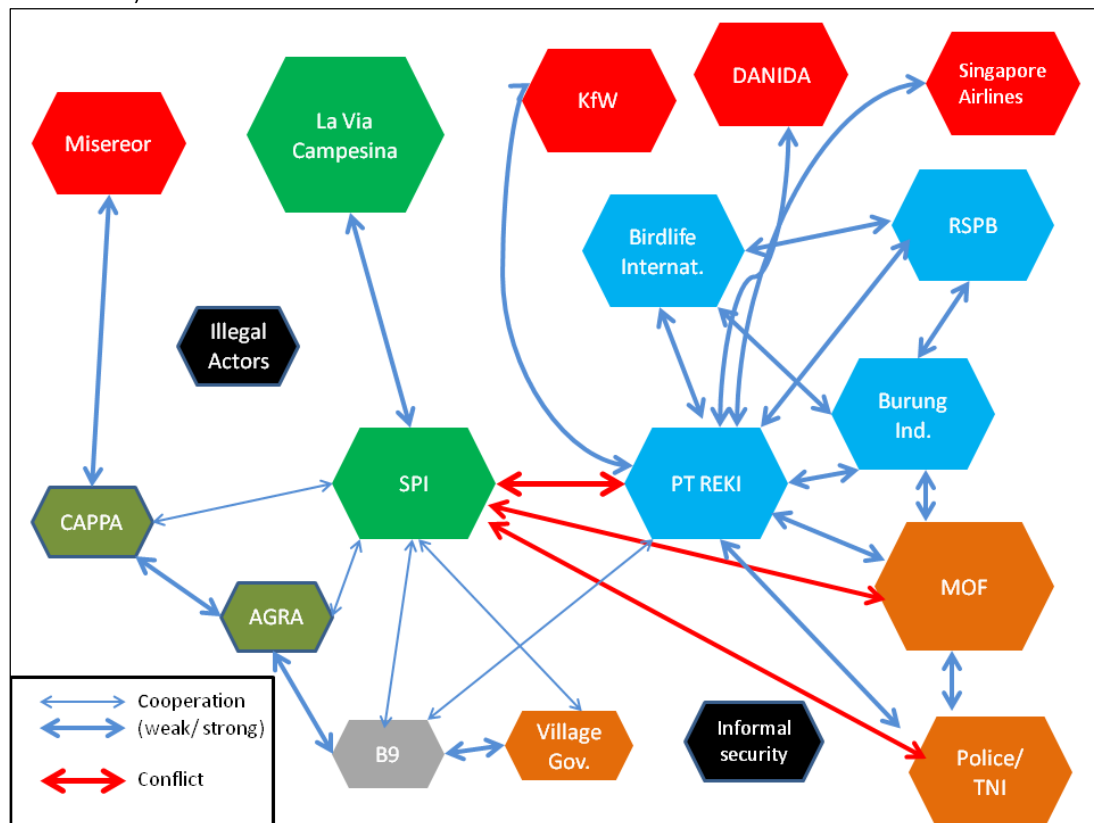 KfW
DANIDA
Singapore
Airlines
Misereor
La Via
Campesina
Birdlife
Internat.
RSPB
Illegal
Actors
Burung
Ind.
SPI
PT REKI
CAPPA
AGRA
MOF
Cooperation
(weak/ strong)
Conflict
B9
Village
Gov.
Informal
security
Police/
TNI